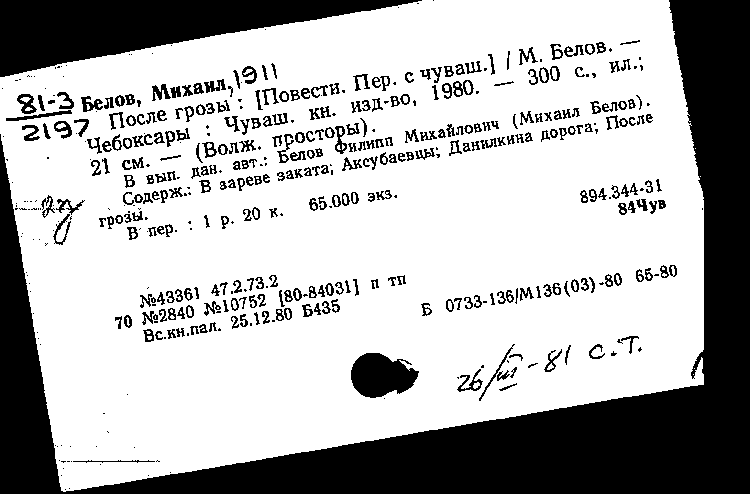 81-3
2197
Белов, Михаил, 1911
После грозы : [Повести. Пер. с чуваш.] / М. Белов. —
Чебоксары : Чуваш. кн. изд-во, 1980. — 300 с., ил.;
21 см. — (Волж. просторы).
В вып. дан. авт.: Белов Филипп Михайлович (Михаил Белов).
Содерж.: В зареве заката; Аксубаевцы; Данилкина дорога; После
грозы.
В пер. : 1 р. 20 к. 65.000 экз.
894.344-31
84Чув
№43361 47.2.73.2
70 №2840 №10752 [80-84031] п тп
Вс.кн.пал. 25.12.80 Б435
Б 0733-136/М136(03)-80 65-80
26/III-81 С.Т.